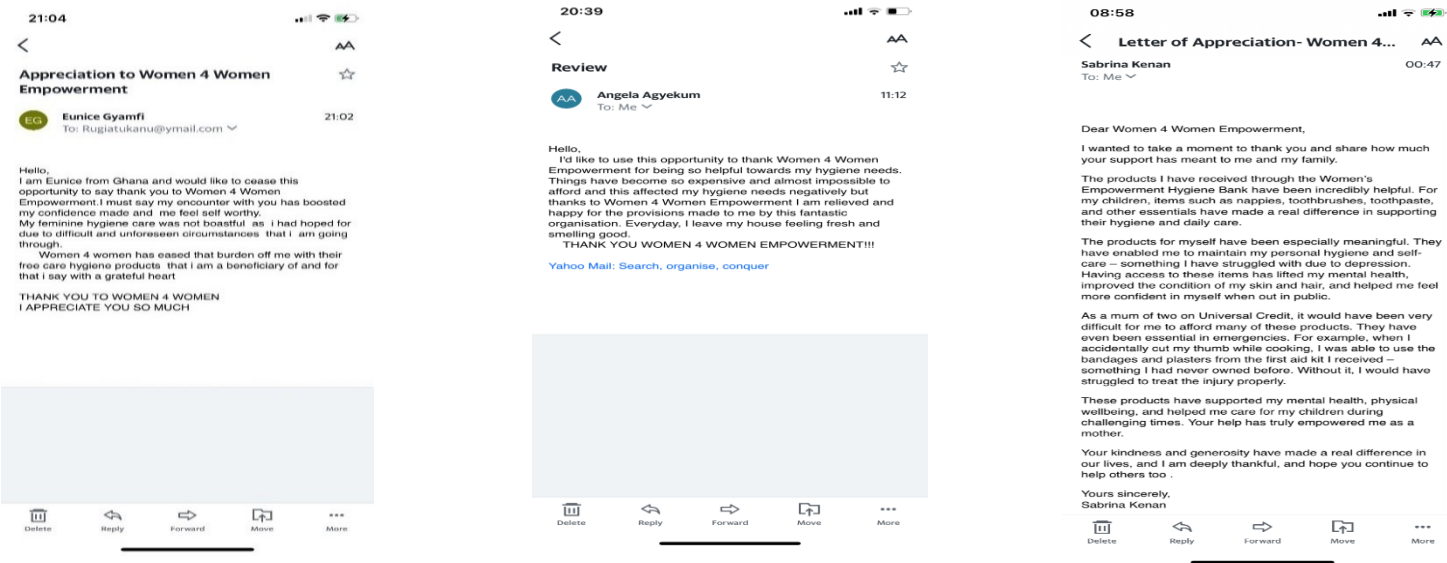 21:04
AA
Appreciation to Women 4 Women
Empowerment
EG
Eunice Gyamfi
21:02
To: Rugiatukanu@ymail.com
Hello,
I am Eunice from Ghana and would like to cease this
opportunity to say thank you to Women 4 Women
Empowerment.I must say my encounter with you has boosted
my confidence made and me feel self worthy.
My feminine hygiene care was not boastful as i had hoped for
due to difficult and unforeseen circumstances that i am going
through.
Women 4 women has eased that burden off me with their
free care hygiene products that i am a beneficiary of and for
that i say with a grateful heart
THANK YOU TO WOMEN 4 WOMEN
I APPRECIATE YOU SO MUCH
Delete Reply Forward Move More
20:39
AA
Review
AA
Angela Agyekum
11:12
To: Me
Hello,
I'd like to use this opportunity to thank Women 4 Women
Empowerment for being so helpful towards my hygiene needs.
Things have become so expensive and almost impossible to
afford and this affected my hygiene needs negatively but
thanks to Women 4 Women Empowerment I am relieved and
happy for the provisions made to me by this fantastic
organisation. Everyday, I leave my house feeling fresh and
smelling good.
THANK YOU WOMEN 4 WOMEN EMPOWERMENT!!!
Yahoo Mail: Search, organise, conquer
Delete Reply Forward Move More
08:58
Letter of Appreciation- Women 4... AA
Sabrina Kenan
00:47
To: Me
Dear Women 4 Women Empowerment,
I wanted to take a moment to thank you and share how much
your support has meant to me and my family.
The products I have received through the Women's
Empowerment Hygiene Bank have been incredibly helpful. For
my children, items such as nappies, toothbrushes, toothpaste,
and other essentials have made a real difference in supporting
their hygiene and daily care.
The products for myself have been especially meaningful. They
have enabled me to maintain my personal hygiene and self-
care – something I have struggled with due to depression.
Having access to these items has lifted my mental health,
improved the condition of my skin and hair, and helped me feel
more confident in myself when out in public.
As a mum of two on Universal Credit, it would have been very
difficult for me to afford many of these products. They have
even been essential in emergencies. For example, when I
accidentally cut my thumb while cooking, I was able to use the
bandages and plasters from the first aid kit I received –
something I had never owned before. Without it, I would have
struggled to treat the injury properly.
These products have supported my mental health, physical
wellbeing, and helped me care for my children during
challenging times. Your help has truly empowered me as a
mother.
Your kindness and generosity have made a real difference in
our lives, and I am deeply thankful, and hope you continue to
help others too .
Yours sincerely,
Sabrina Kenan
Delete Reply Forward Move More